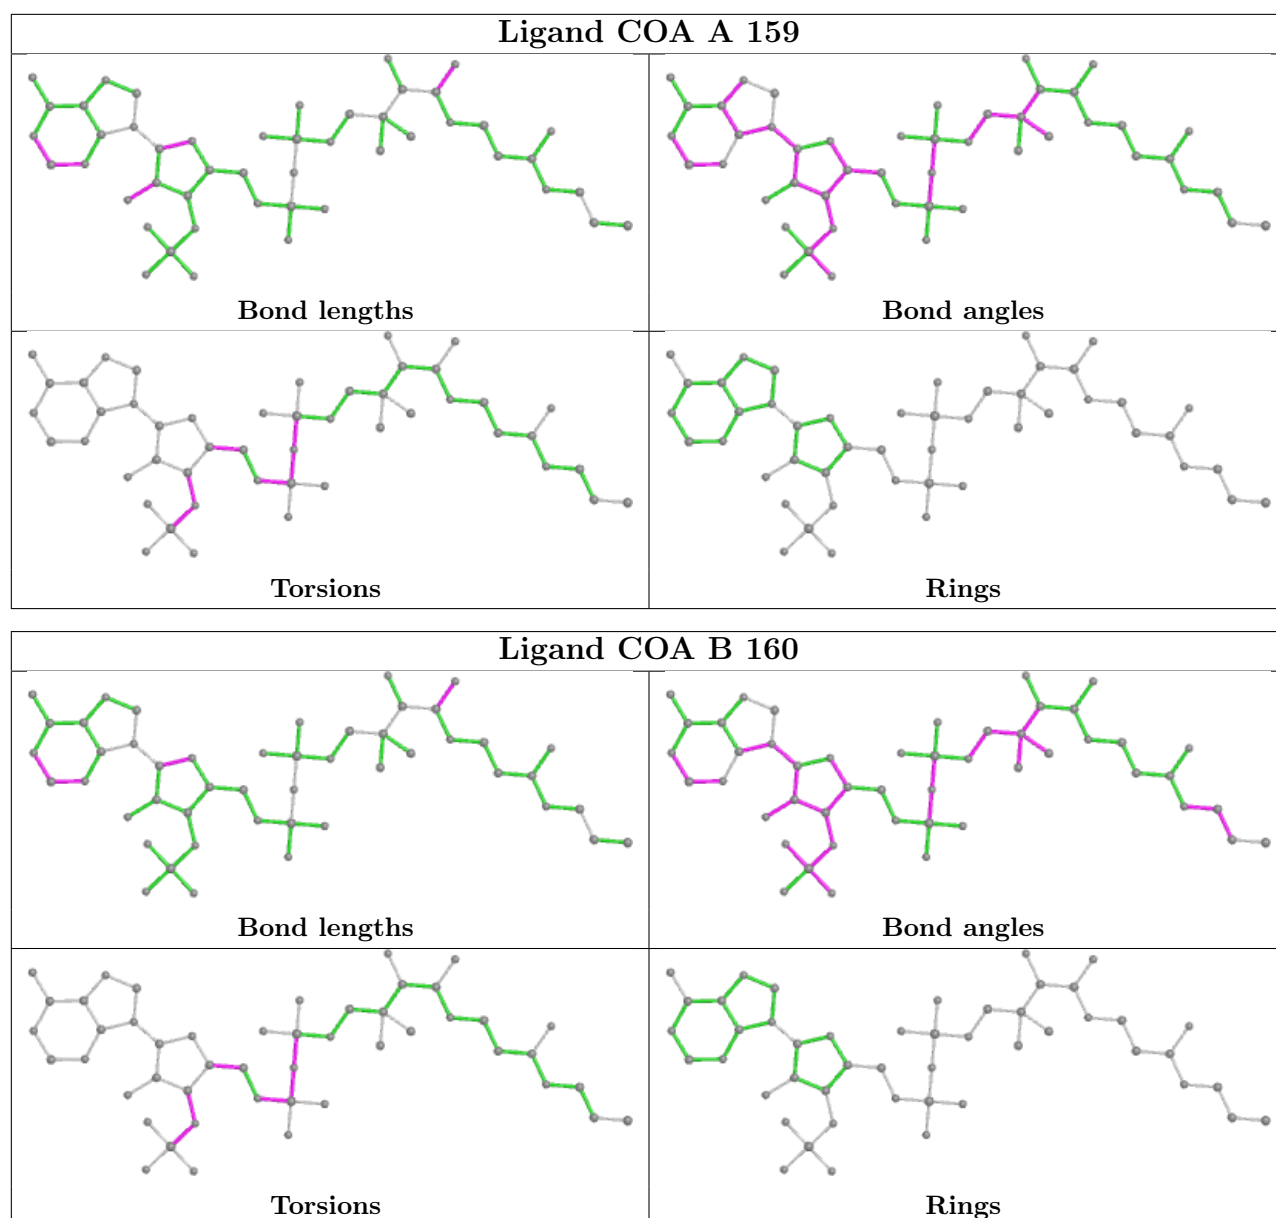 Ligand COA A 159
Bond lengths
Bond angles
Torsions
Rings
Ligand COA B 160
Bond lengths
Bond angles
Torsions
Rings